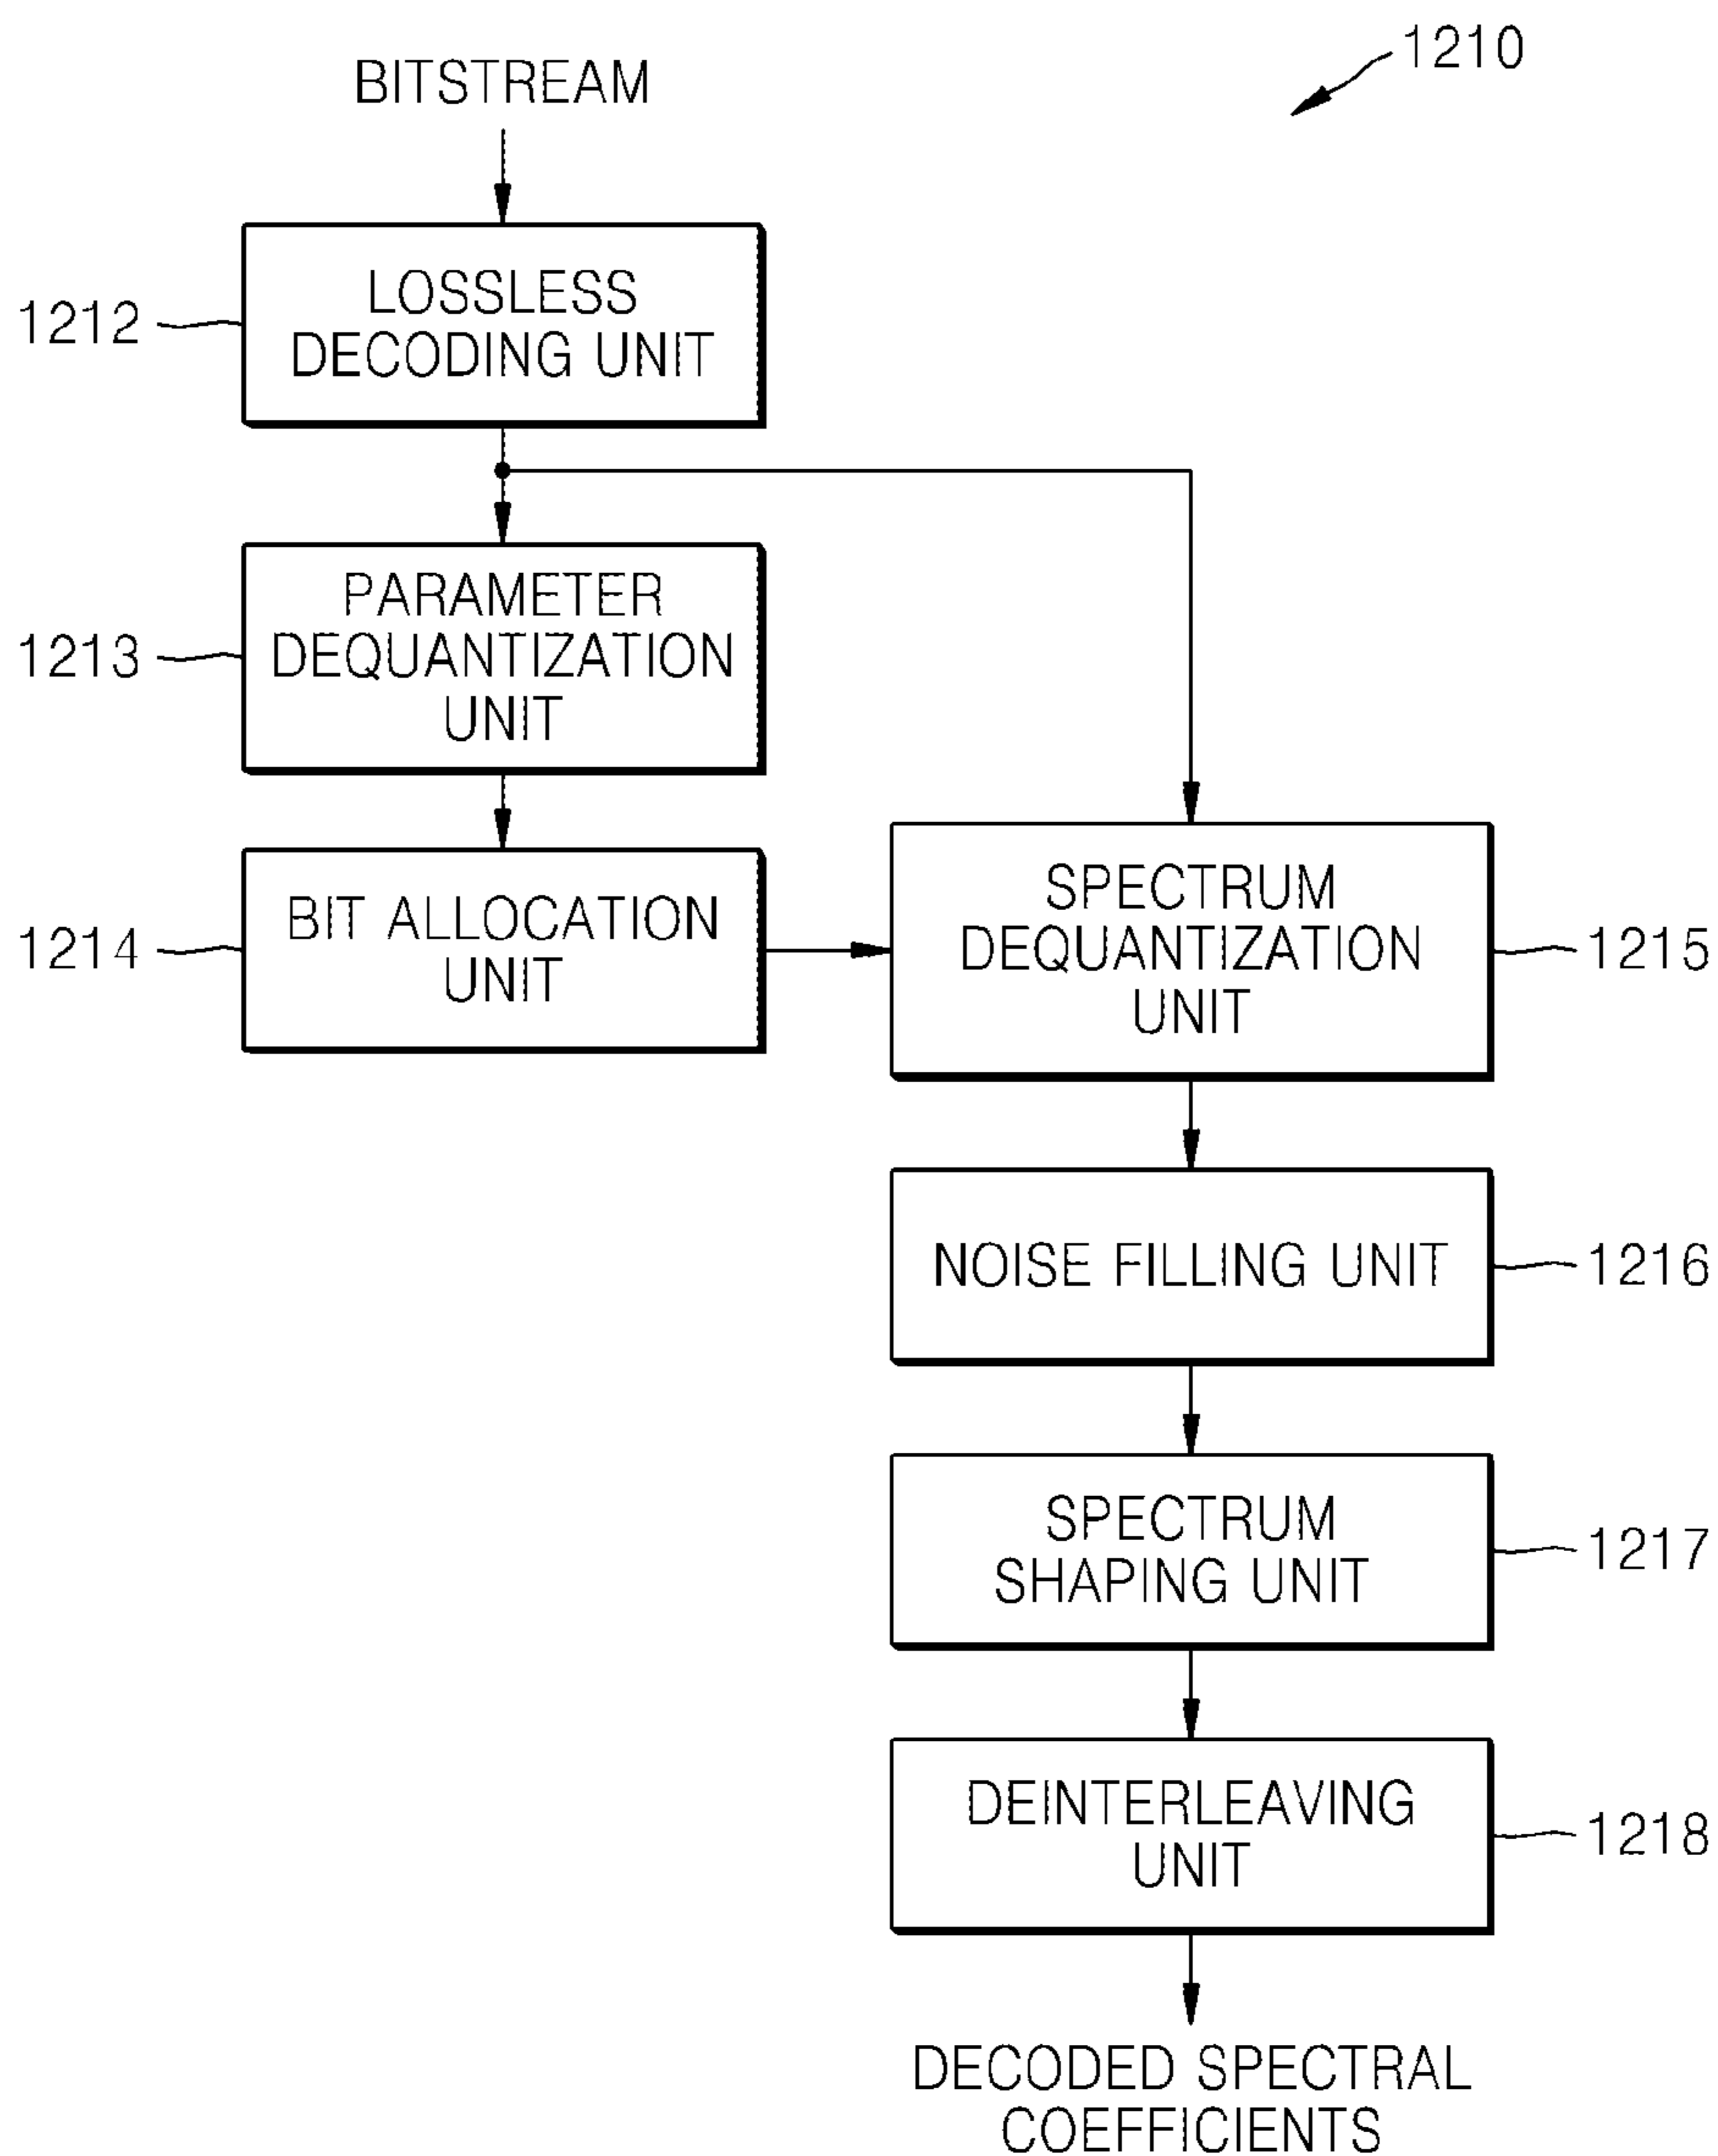 1210
BITSTREAM
1212
LOSSLESS
DECODING UNIT
1213
PARAMETER
DEQUANTIZATION
UNIT
1214
BIT ALLOCATION
UNIT
SPECTRUM
DEQUANTIZATION
UNIT
1215
NOISE FILLING UNIT
1216
SPECTRUM
SHAPING UNIT
1217
DEINTERLEAVING
UNIT
1218
DECODED SPECTRAL
COEFFICIENTS